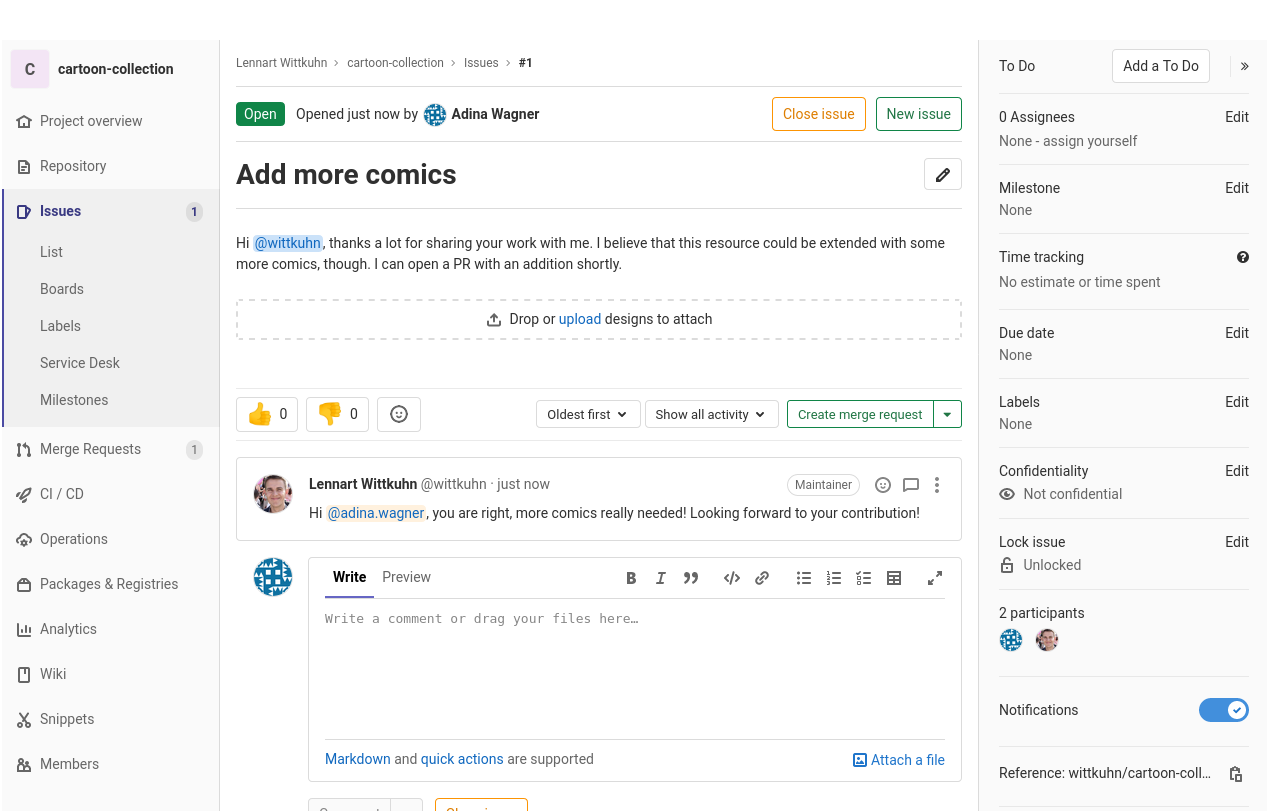 C cartoon-collection
Project overview
Repository
Issues 1
List
Boards
Labels
Service Desk
Milestones
Merge Requests 1
CI / CD
Operations
Packages & Registries
Analytics
Wiki
Snippets
Members
Lennart Wittkuhn › cartoon-collection › Issues › #1
Open Opened just now by Adina Wagner Close issue New issue
Add more comics
Hi @wittkuhn, thanks a lot for sharing your work with me. I believe that this resource could be extended with some
more comics, though. I can open a PR with an addition shortly.
Drop or upload designs to attach
0 0 Oldest first Show all activity Create merge request
Lennart Wittkuhn @wittkuhn · just now Maintainer
Hi @adina.wagner, you are right, more comics really needed! Looking forward to your contribution!
Write Preview
Write a comment or drag your files here…
Markdown and quick actions are supported Attach a file
To Do Add a To Do »
0 Assignees Edit
None - assign yourself
Milestone Edit
None
Time tracking ?
No estimate or time spent
Due date Edit
None
Labels Edit
None
Confidentiality Edit
Not confidential
Lock issue Edit
Unlocked
2 participants
Notifications
Reference: wittkuhn/cartoon-coll…